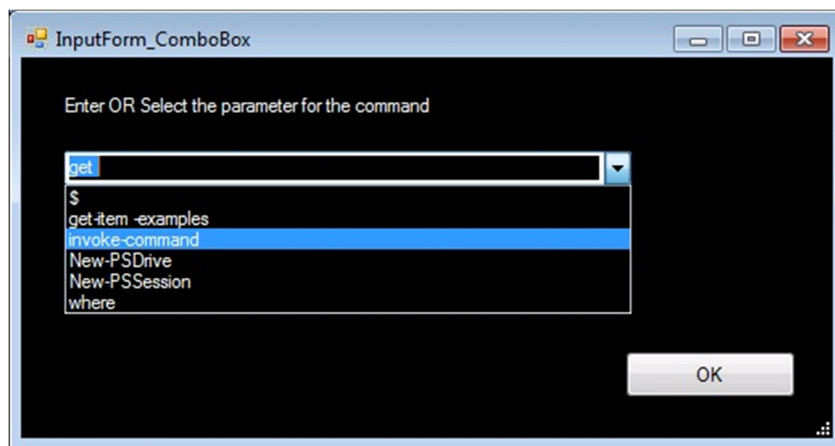 InputForm_ComboBox
Enter OR Select the parameter for the command
get
$
get-item -examples
invoke-command
New-PSDrive
New-PSSession
where
OK